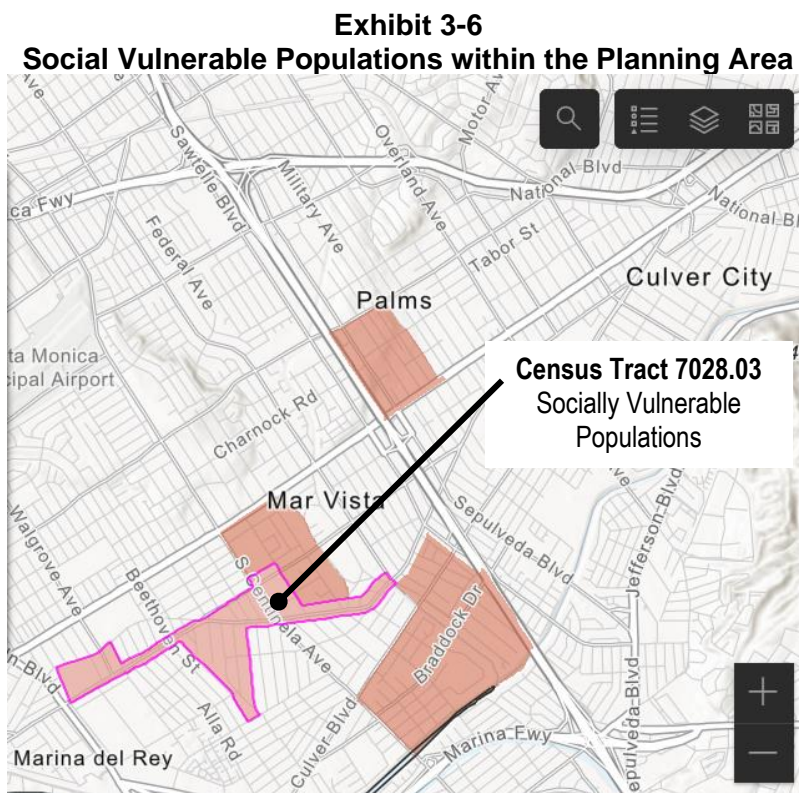 Exhibit 3-6
Social Vulnerable Populations within the Planning Area
Sawtelle Blvd
Military Ave
Overland Ave
National Blvd
National Bl
ca Fwy
Federal Ave
Tabor St
Culver City
Palms
ta Monica
cipal Airport
Census Tract 7028.03
Socially Vulnerable
Populations
Charnock Rd
Mar Vista
Sepulveda Blvd
Jefferson Blvd
Walgrove Ave
Beethoven St
S Centinela Ave
Braddock Dr
Alla Rd
Culver Blvd
Marina Fwy
epulveda Blvd
Marina del Rey